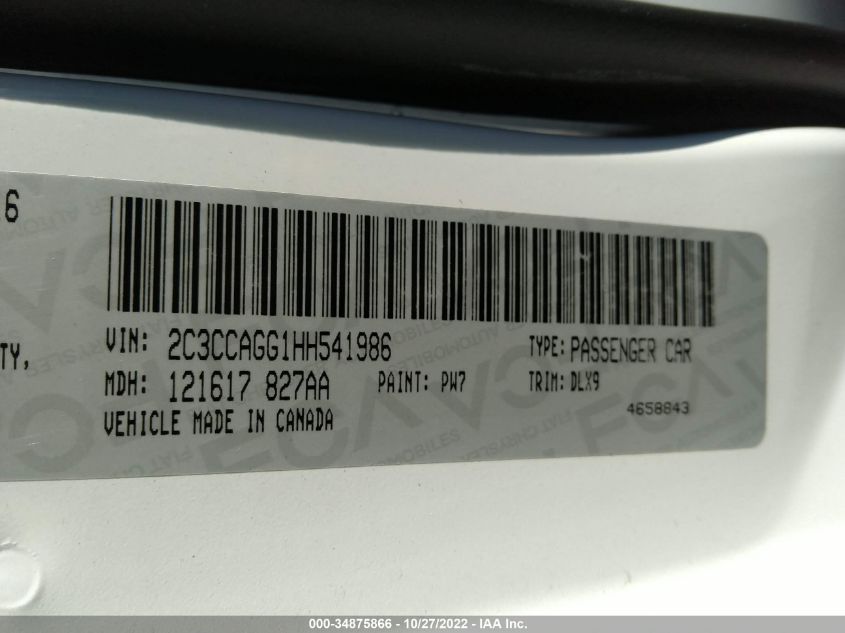 6
TY,
VIN: 2C3CCAGG1HH541986 TYPE: PASSENGER CAR
MDH: 121617 827AA PAINT: PW7 TRIM: DLX9
VEHICLE MADE IN CANADA 4658843
000-34875866 - 10/27/2022 - IAA Inc.